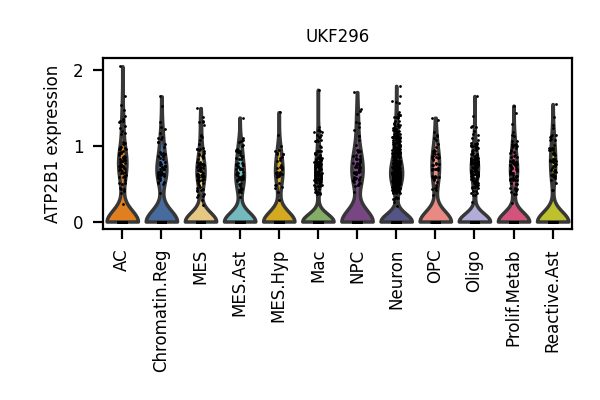 UKF296
ATP2B1 expression
2
1
0
AC
Chromatin.Reg
MES
MES.Ast
MES.Hyp
Mac
NPC
Neuron
OPC
Oligo
Prolif.Metab
Reactive.Ast